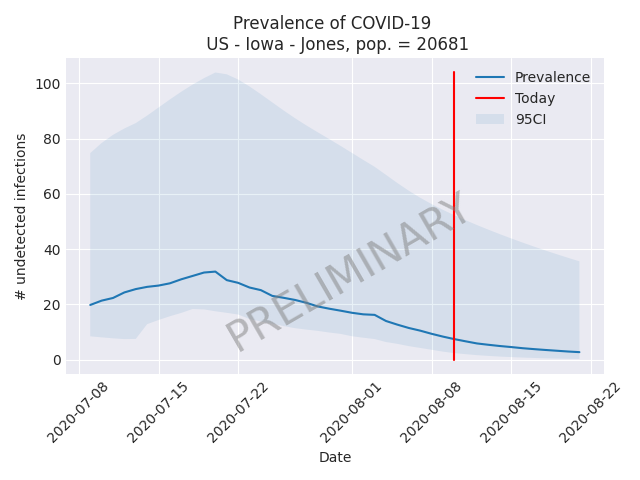 Prevalence of COVID-19
US - Iowa - Jones, pop. = 20681
Prevalence
Today
95CI
100
80
60
40
20
0
# undetected infections
PRELIMINARY
2020-07-08
2020-07-15
2020-07-22
2020-08-01
2020-08-08
2020-08-15
2020-08-22
Date